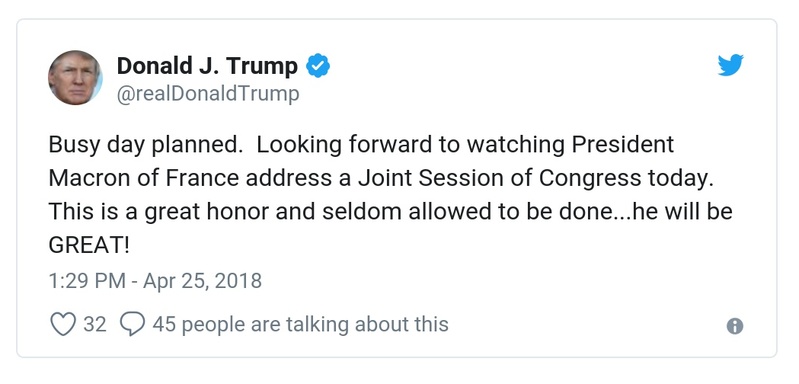 Donald J. Trump
@realDonaldTrump
Busy day planned.  Looking forward to watching President
Macron of France address a Joint Session of Congress today.
This is a great honor and seldom allowed to be done...he will be
GREAT!
1:29 PM - Apr 25, 2018
32 45 people are talking about this